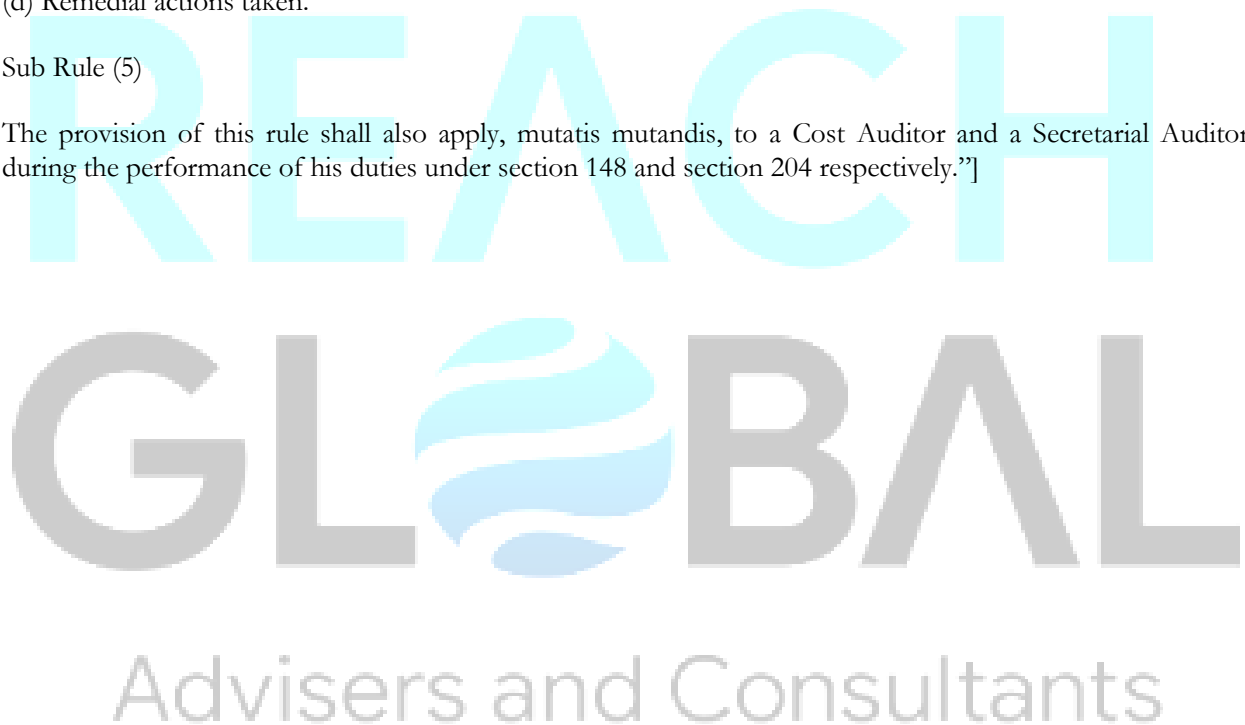 (d) Remedial actions taken.
Sub Rule (5)
The provision of this rule shall also apply, mutatis mutandis, to a Cost Auditor and a Secretarial Auditor
during the performance of his duties under section 148 and section 204 respectively.”]
REACH
GLOBAL
Advisers and Consultants